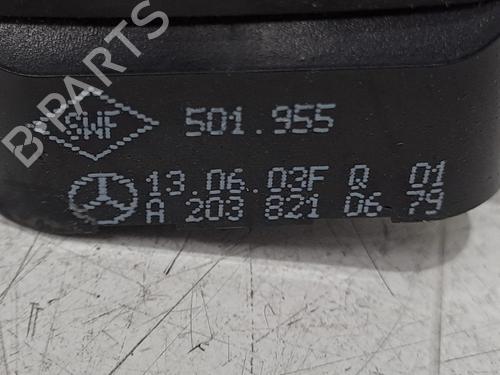 B-PARTS
SWF 501.955
13.06.03F Q 01
A 203 821 06 79